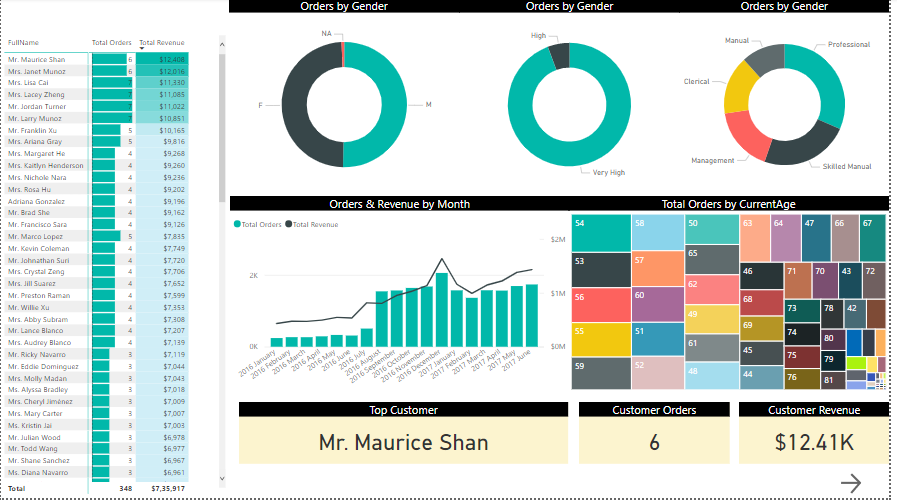 Orders by Gender
Orders by Gender
Orders by Gender
FullName Total Orders Total Revenue
Mr. Maurice Shan 6 $12,408
Mrs. Janet Munoz 6 $12,016
Mrs. Lisa Cai 7 $11,330
Mrs. Lacey Zheng 7 $11,085
Mr. Jordan Turner 7 $11,022
Mr. Larry Munoz 7 $10,851
Mr. Franklin Xu 5 $10,165
Mrs. Ariana Gray 5 $9,816
Mrs. Margaret He 4 $9,268
Mrs. Kaitlyn Henderson 4 $9,260
Mrs. Nichole Nara 4 $9,236
Mrs. Rosa Hu 4 $9,202
Adriana Gonzalez 4 $9,196
Mr. Brad She 4 $9,162
Mr. Francisco Sara 4 $9,126
Mr. Marco Lopez 5 $7,835
Mr. Kevin Coleman 4 $7,749
Mr. Johnathan Suri 4 $7,720
Mrs. Crystal Zeng 4 $7,706
Mrs. Jill Suarez 4 $7,652
Mr. Preston Raman 4 $7,599
Mr. Willie Xu 4 $7,353
Mrs. Abby Subram 4 $7,308
Mr. Lance Blanco 4 $7,207
Mrs. Audrey Blanco 4 $7,139
Mr. Ricky Navarro 3 $7,119
Mr. Eddie Dominguez 3 $7,044
Mrs. Molly Madan 3 $7,043
Ms. Alyssa Bradley 3 $7,018
Mrs. Cheryl Jiménez 3 $7,009
Mrs. Mary Carter 3 $7,007
Ms. Kristin Jai 3 $7,003
Mr. Julian Wood 3 $6,978
Mr. Todd Wang 3 $6,977
Mr. Shane Sanchez 3 $6,967
Ms. Diana Navarro 3 $6,961
Total 348 $7,35,917
NA
F
M
High
Very High
Manual
Professional
Clerical
Management
Skilled Manual
Orders & Revenue by Month
Total Orders Total Revenue
$2M
2K
$1M
0K
$0M
2016 January
2016 February
2016 March
2016 April
2016 May
2016 June
2016 July
2016 August
2016 September
2016 October
2016 November
2016 December
2017 January
2017 February
2017 March
2017 April
2017 May
2017 June
Total Orders by CurrentAge
54 58 50 63 64 47 66 67
53 57 65 46 71 70 43 72
56 60 62 68 73 78 42
55 51 49 69 74 80
59 52 61 45 75 79
48 44 76 81
Top Customer
Mr. Maurice Shan
Customer Orders
6
Customer Revenue
$12.41K